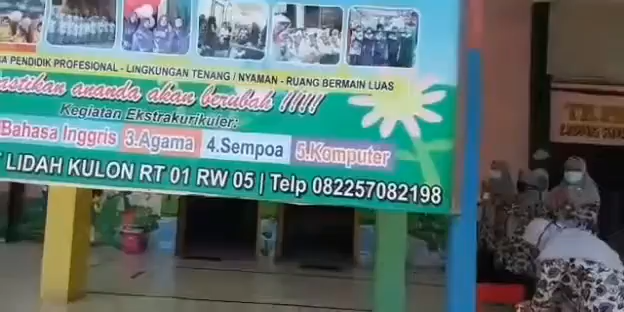 PENDIDIK PROFESIONAL - LINGKUNGAN TENANG / NYAMAN - RUANG BERMAIN LUAS
astikan ananda akan berubah !!!!
Kegiatan Ekstrakurikuler:
Bahasa Inggris 3.Agama 4.Sempoa 5.Komputer
LIDAH KULON RT 01 RW 05 | Telp 082257082198